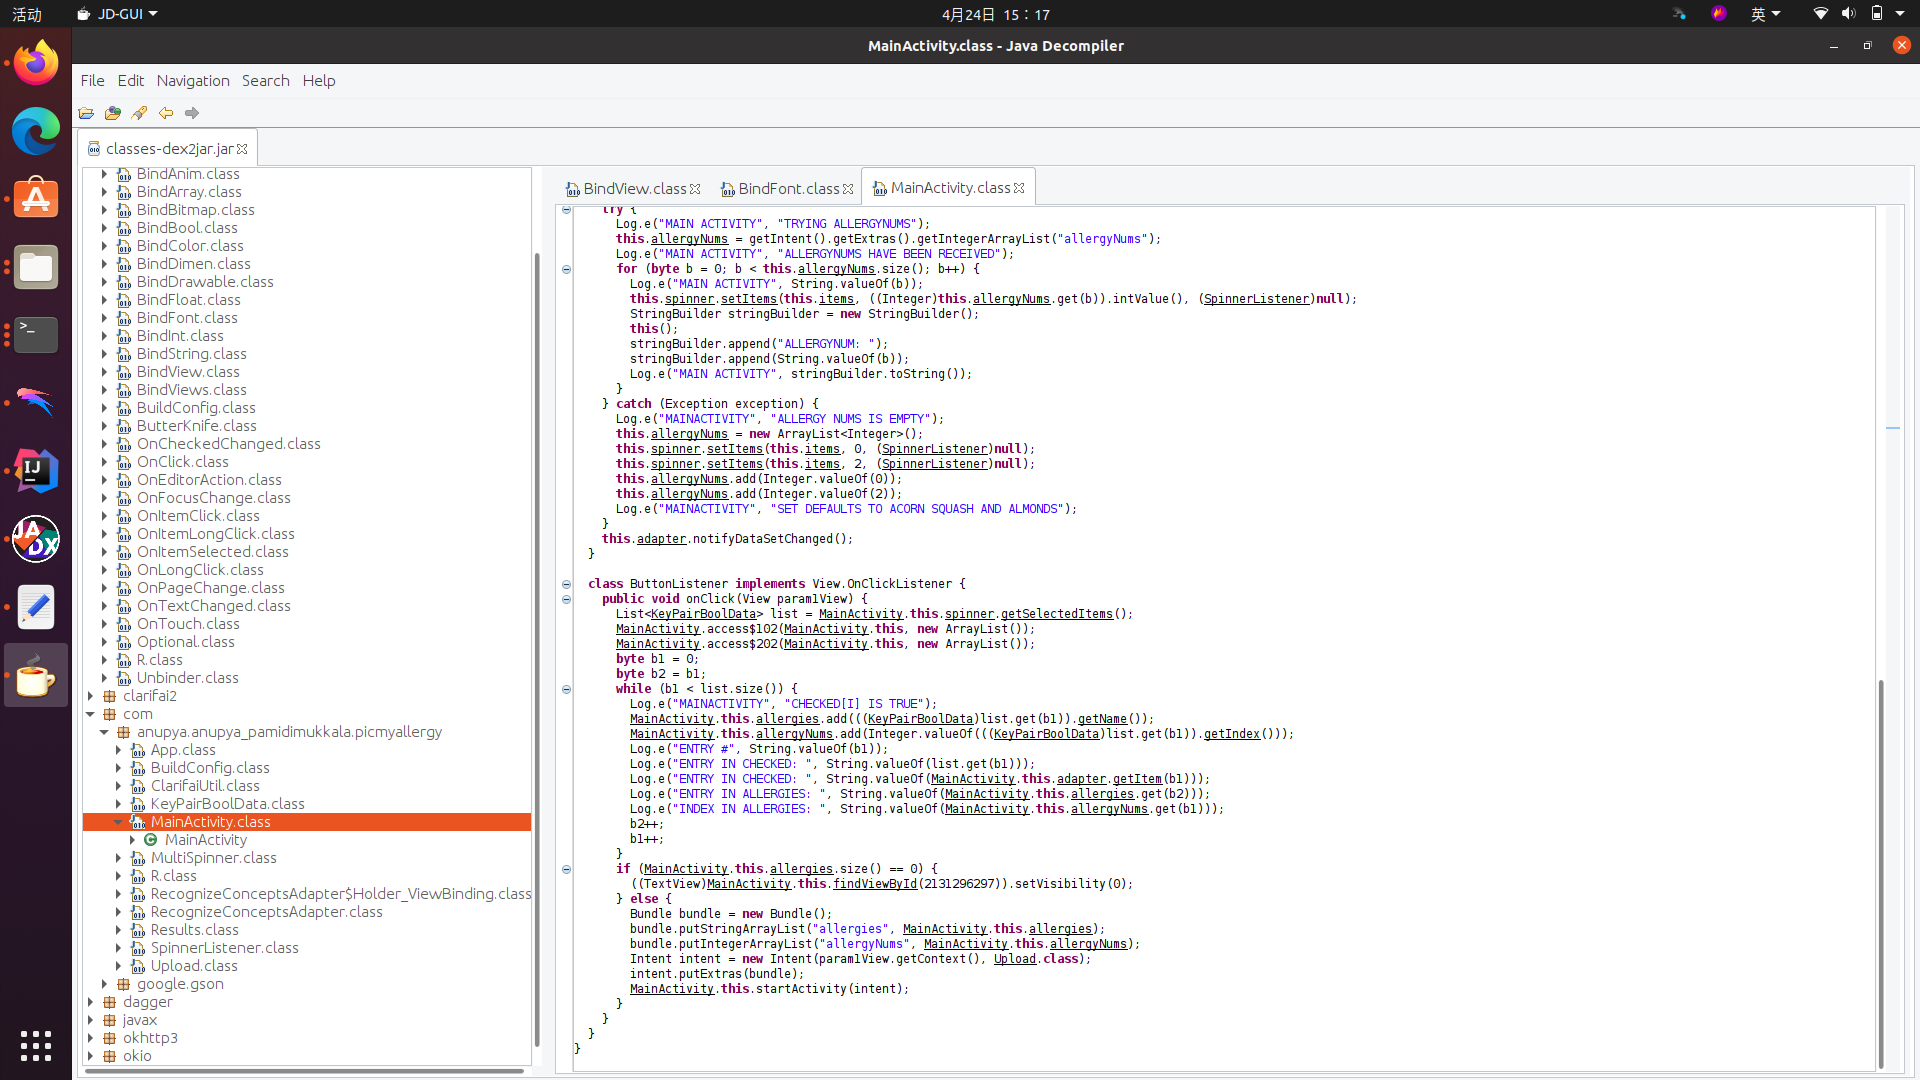 活动
JD-GUI
4月24日 15：17
英
MainActivity.class - Java Decompiler
File Edit Navigation Search Help
classes-dex2jar.jar
BindAnim.class
BindArray.class
BindBitmap.class
BindBool.class
BindColor.class
BindDimen.class
BindDrawable.class
BindFloat.class
BindFont.class
BindInt.class
BindString.class
BindView.class
BindViews.class
BuildConfig.class
ButterKnife.class
OnCheckedChanged.class
OnClick.class
OnEditorAction.class
OnFocusChange.class
OnItemClick.class
OnItemLongClick.class
OnItemSelected.class
OnLongClick.class
OnPageChange.class
OnTextChanged.class
OnTouch.class
Optional.class
R.class
Unbinder.class
clarifai2
com
anupya.anupya_pamidimukkala.picmyallergy
App.class
BuildConfig.class
ClarifaiUtil.class
KeyPairBoolData.class
MainActivity.class
MainActivity
MultiSpinner.class
R.class
RecognizeConceptsAdapter$Holder_ViewBinding.class
RecognizeConceptsAdapter.class
Results.class
SpinnerListener.class
Upload.class
google.gson
dagger
javax
okhttp3
okio
BindView.class BindFont.class MainActivity.class
try {
Log.e("MAIN ACTIVITY", "TRYING ALLERGYNUMS");
this.allergyNums = getIntent().getExtras().getIntegerArrayList("allergyNums");
Log.e("MAIN ACTIVITY", "ALLERGYNUMS HAVE BEEN RECEIVED");
for (byte b = 0; b < this.allergyNums.size(); b++) {
Log.e("MAIN ACTIVITY", String.valueOf(b));
this.spinner.setItems(this.items, ((Integer)this.allergyNums.get(b)).intValue(), (SpinnerListener)null);
StringBuilder stringBuilder = new StringBuilder();
this();
stringBuilder.append("ALLERGYNUM: ");
stringBuilder.append(String.valueOf(b));
Log.e("MAIN ACTIVITY", stringBuilder.toString());
}
} catch (Exception exception) {
Log.e("MAINACTIVITY", "ALLERGY NUMS IS EMPTY");
this.allergyNums = new ArrayList<Integer>();
this.spinner.setItems(this.items, 0, (SpinnerListener)null);
this.spinner.setItems(this.items, 2, (SpinnerListener)null);
this.allergyNums.add(Integer.valueOf(0));
this.allergyNums.add(Integer.valueOf(2));
Log.e("MAINACTIVITY", "SET DEFAULTS TO ACORN SQUASH AND ALMONDS");
}
this.adapter.notifyDataSetChanged();
}
class ButtonListener implements View.OnClickListener {
public void onClick(View param1View) {
List<KeyPairBoolData> list = MainActivity.this.spinner.getSelectedItems();
MainActivity.access$102(MainActivity.this, new ArrayList());
MainActivity.access$202(MainActivity.this, new ArrayList());
byte b1 = 0;
byte b2 = b1;
while (b1 < list.size()) {
Log.e("MAINACTIVITY", "CHECKED[I] IS TRUE");
MainActivity.this.allergies.add(((KeyPairBoolData)list.get(b1)).getName());
MainActivity.this.allergyNums.add(Integer.valueOf(((KeyPairBoolData)list.get(b1)).getIndex()));
Log.e("ENTRY #", String.valueOf(b1));
Log.e("ENTRY IN CHECKED: ", String.valueOf(list.get(b1)));
Log.e("ENTRY IN CHECKED: ", String.valueOf(MainActivity.this.adapter.getItem(b1)));
Log.e("ENTRY IN ALLERGIES: ", String.valueOf(MainActivity.this.allergies.get(b2)));
Log.e("INDEX IN ALLERGIES: ", String.valueOf(MainActivity.this.allergyNums.get(b1)));
b2++;
b1++;
}
if (MainActivity.this.allergies.size() == 0) {
((TextView)MainActivity.this.findViewById(2131296297)).setVisibility(0);
} else {
Bundle bundle = new Bundle();
bundle.putStringArrayList("allergies", MainActivity.this.allergies);
bundle.putIntegerArrayList("allergyNums", MainActivity.this.allergyNums);
Intent intent = new Intent(param1View.getContext(), Upload.class);
intent.putExtras(bundle);
MainActivity.this.startActivity(intent);
}
}
}
}